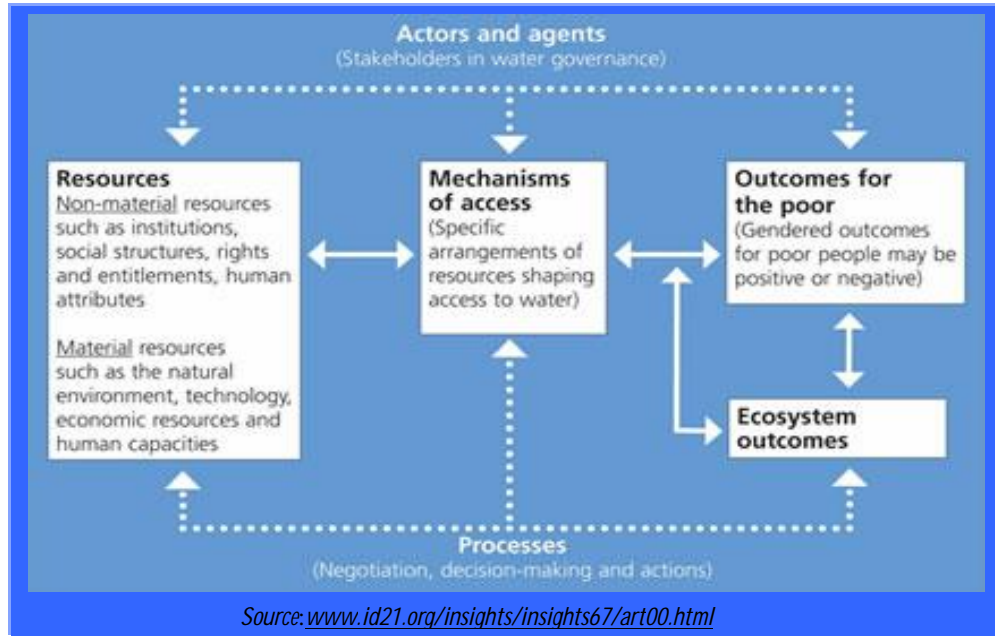 Actors and agents
(Stakeholders in water governance)
Resources
Non-material resources
such as institutions,
social structures, rights
and entitlements, human
attributes
Material resources
such as the natural
environment, technology,
economic resources and
human capacities
Mechanisms
of access
(Specific
arrangements of
resources shaping
access to water)
Outcomes for
the poor
(Gendered outcomes
for poor people may be
positive or negative)
Ecosystem
outcomes
Processes
(Negotiation, decision-making and actions)
Source: www.id21.org/insights/insights67/art00.html